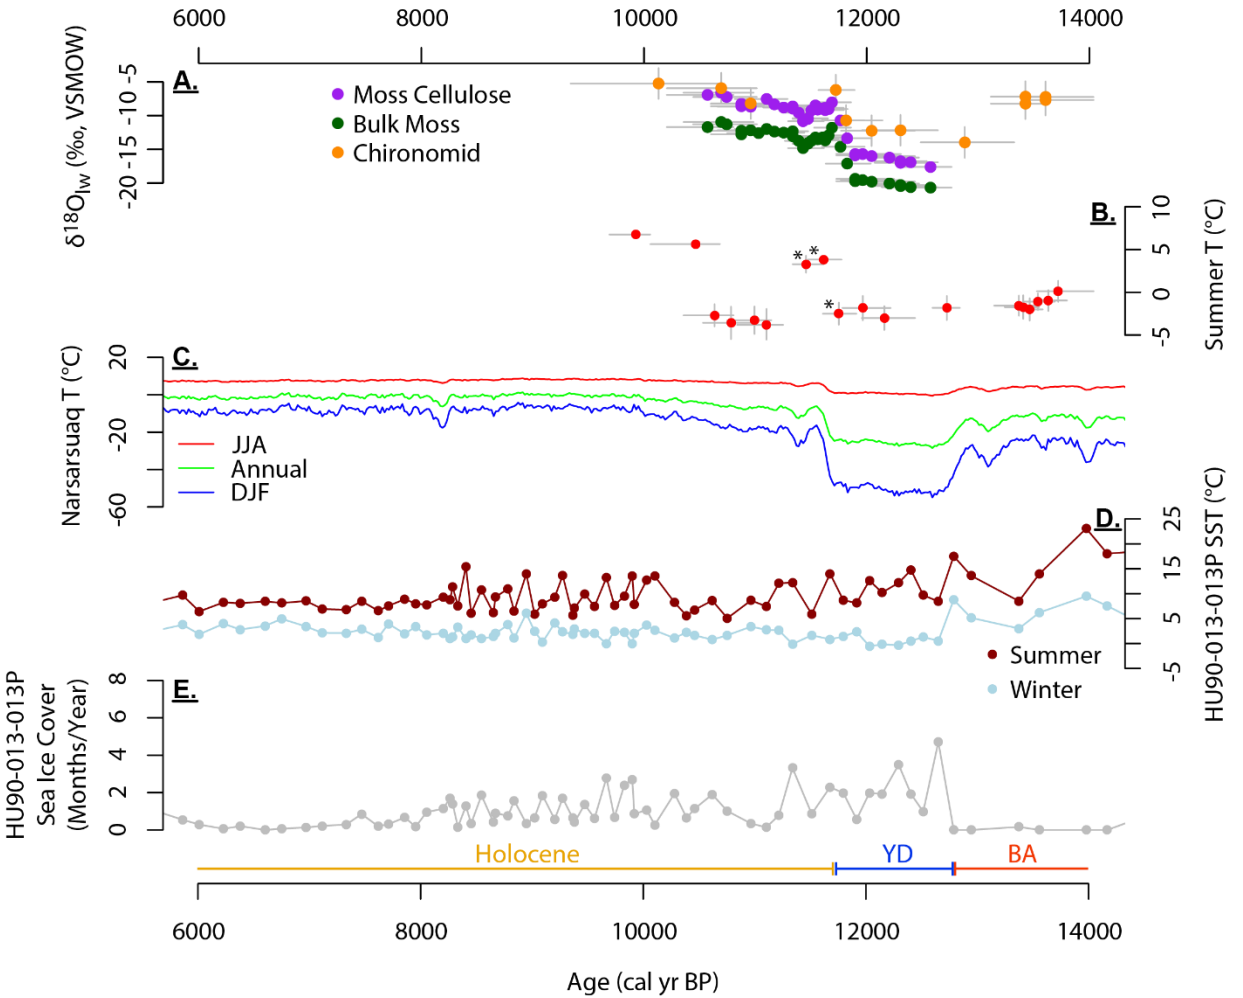 6000 8000 10000 12000 14000
A.
δ18Olw (‰, VSMOW)
-5
-10
-15
-20
Moss Cellulose
Bulk Moss
Chironomid
B.
Summer T (°C)
10
5
0
-5
* *
*
C.
Narsarsuaq T (°C)
20
-20
-60
JJA
Annual
DJF
D.
HU90-013-013P SST (°C)
25
15
5
-5
Summer
Winter
E.
HU90-013-013P
Sea Ice Cover
(Months/Year)
8
6
4
2
0
Holocene YD BA
6000 8000 10000 12000 14000
Age (cal yr BP)